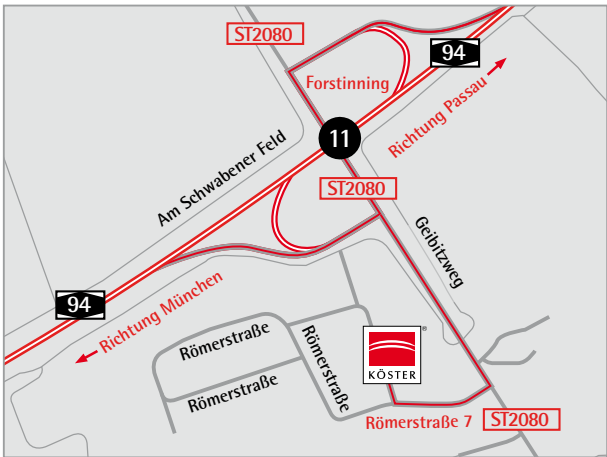 ST2080
94
Forstinning
Richtung Passau
11
Am Schwabener Feld
ST2080
Geibitzweg
94
Richtung München
Römerstraße
Römerstraße
Römerstraße
®
KÖSTER
Römerstraße 7
ST2080